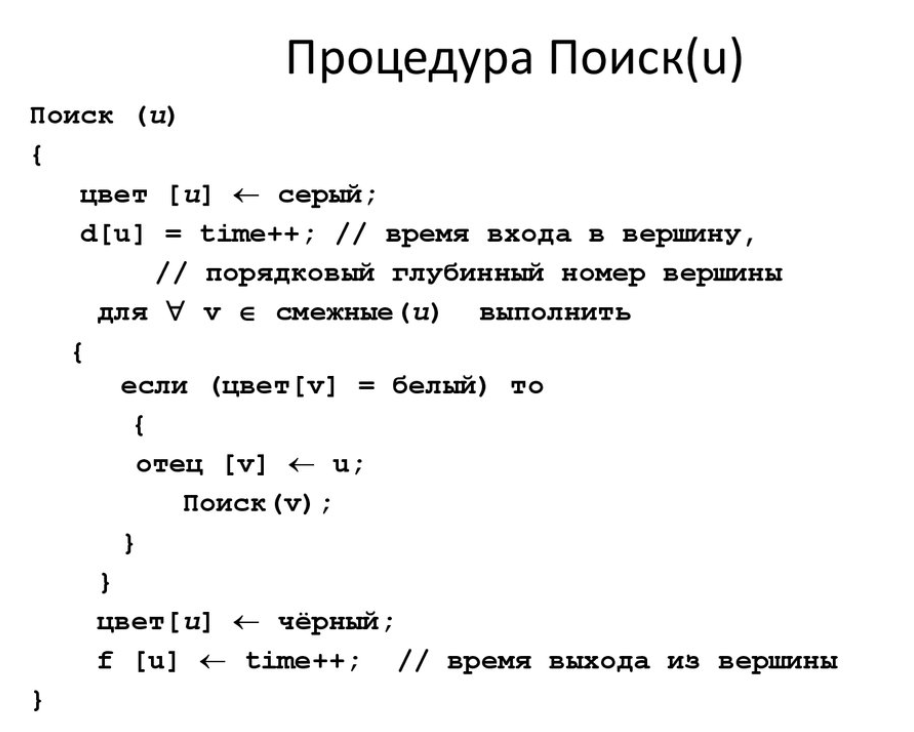 Процедура Поиск(u)
Поиск (u)
{
цвет [u] ← серый;
d[u] = time++; // время входа в вершину,
// порядковый глубинный номер вершины
для ∀ v ∈ смежные(u) выполнить
{
если (цвет[v] = белый) то
{
отец [v] ← u;
Поиск(v);
}
}
цвет[u] ← чёрный;
f [u] ← time++; // время выхода из вершины
}